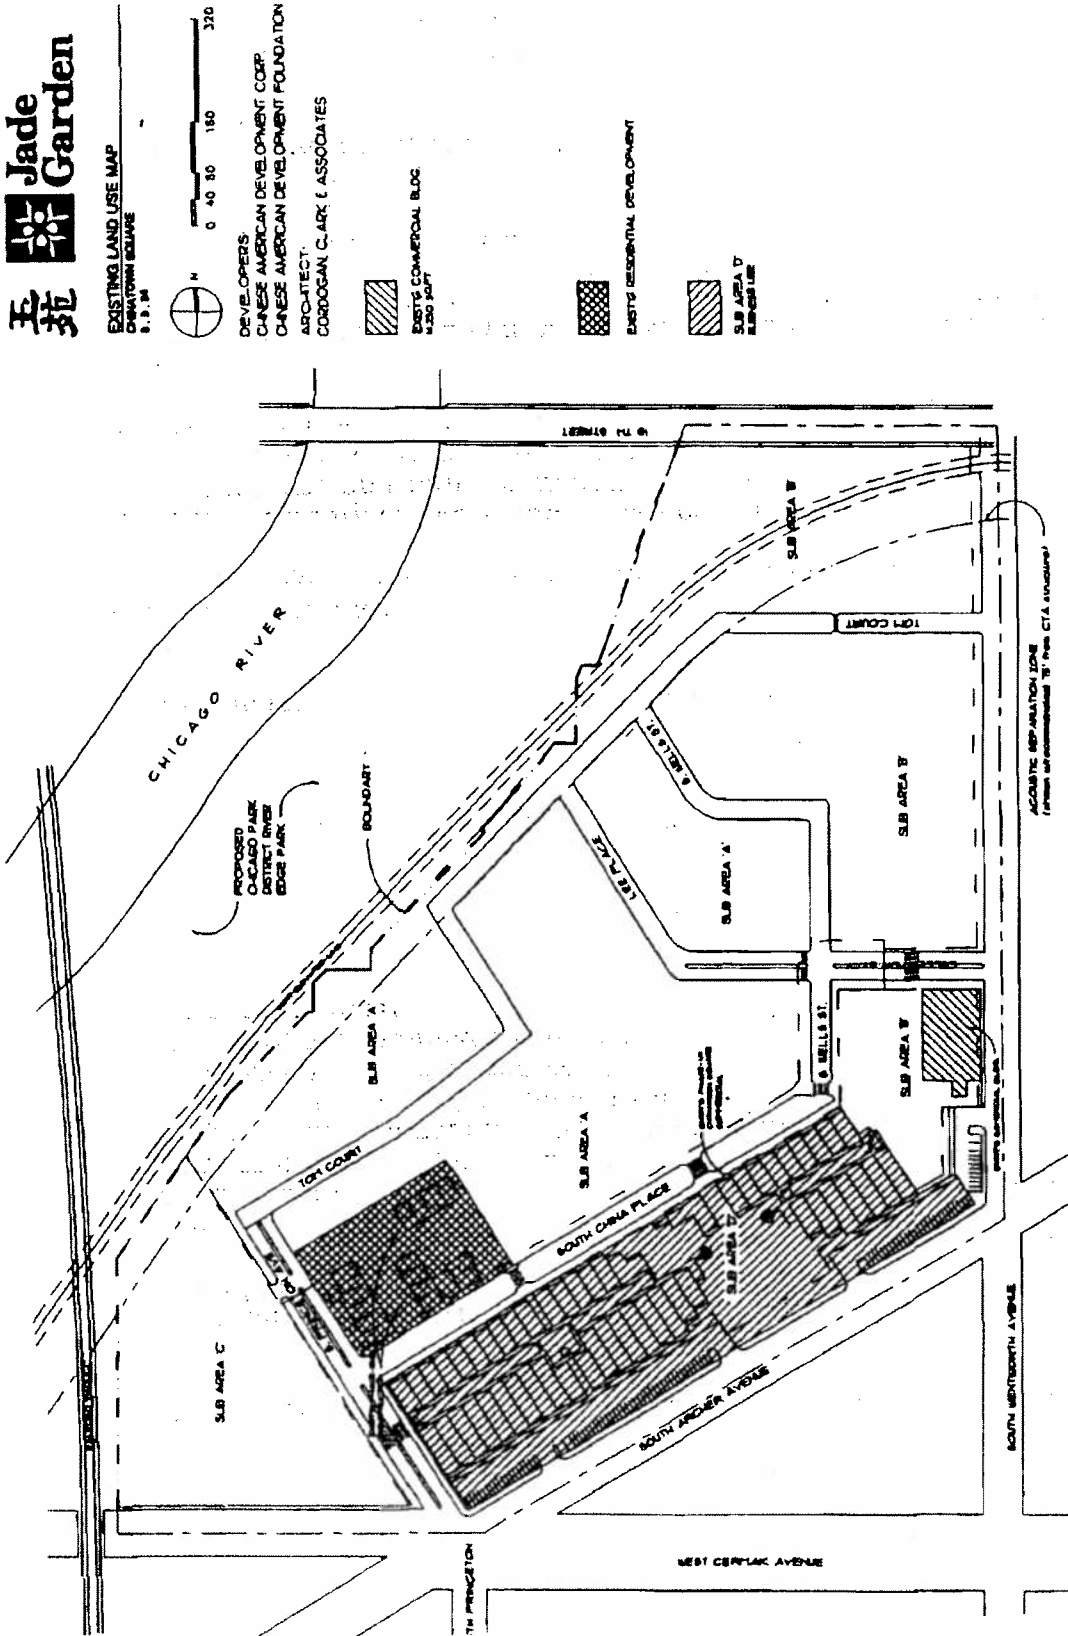 玉苑
Jade
Garden
EXISTING LAND USE MAP
CHINATOWN SQUARE
N
0 40 80 160 320
DEVELOPERS:
CHINESE AMERICAN DEVELOPMENT CORP.
CHINESE AMERICAN DEVELOPMENT FOUNDATION
ARCHITECT:
CORDOGAN, CLARK & ASSOCIATES
EXIST'G COMMERCIAL BLDG.
EXIST'G RESIDENTIAL DEVELOPMENT
SUB AREA 'D'
BUSINESS USE
CHICAGO RIVER
PROPOSED
CHICAGO PARK
DISTRICT RIVER
EDGE PARK
BOUNDARY
18 TH STREET
SUB AREA 'B'
TOM COURT
S. WELLS ST.
LEE PLACE
SUB AREA 'A'
SUB AREA 'B'
ACOUSTIC SEPARATION ZONE
SUB AREA 'A'
S. WELLS ST.
SUB AREA 'B'
TOM COURT
SUB AREA 'A'
SOUTH CHINA PLACE
SUB AREA 'D'
SUB AREA 'C'
SOUTH ARCHER AVENUE
SOUTH WENTWORTH AVENUE
WEST CERMAK AVENUE
TH PRINCETON